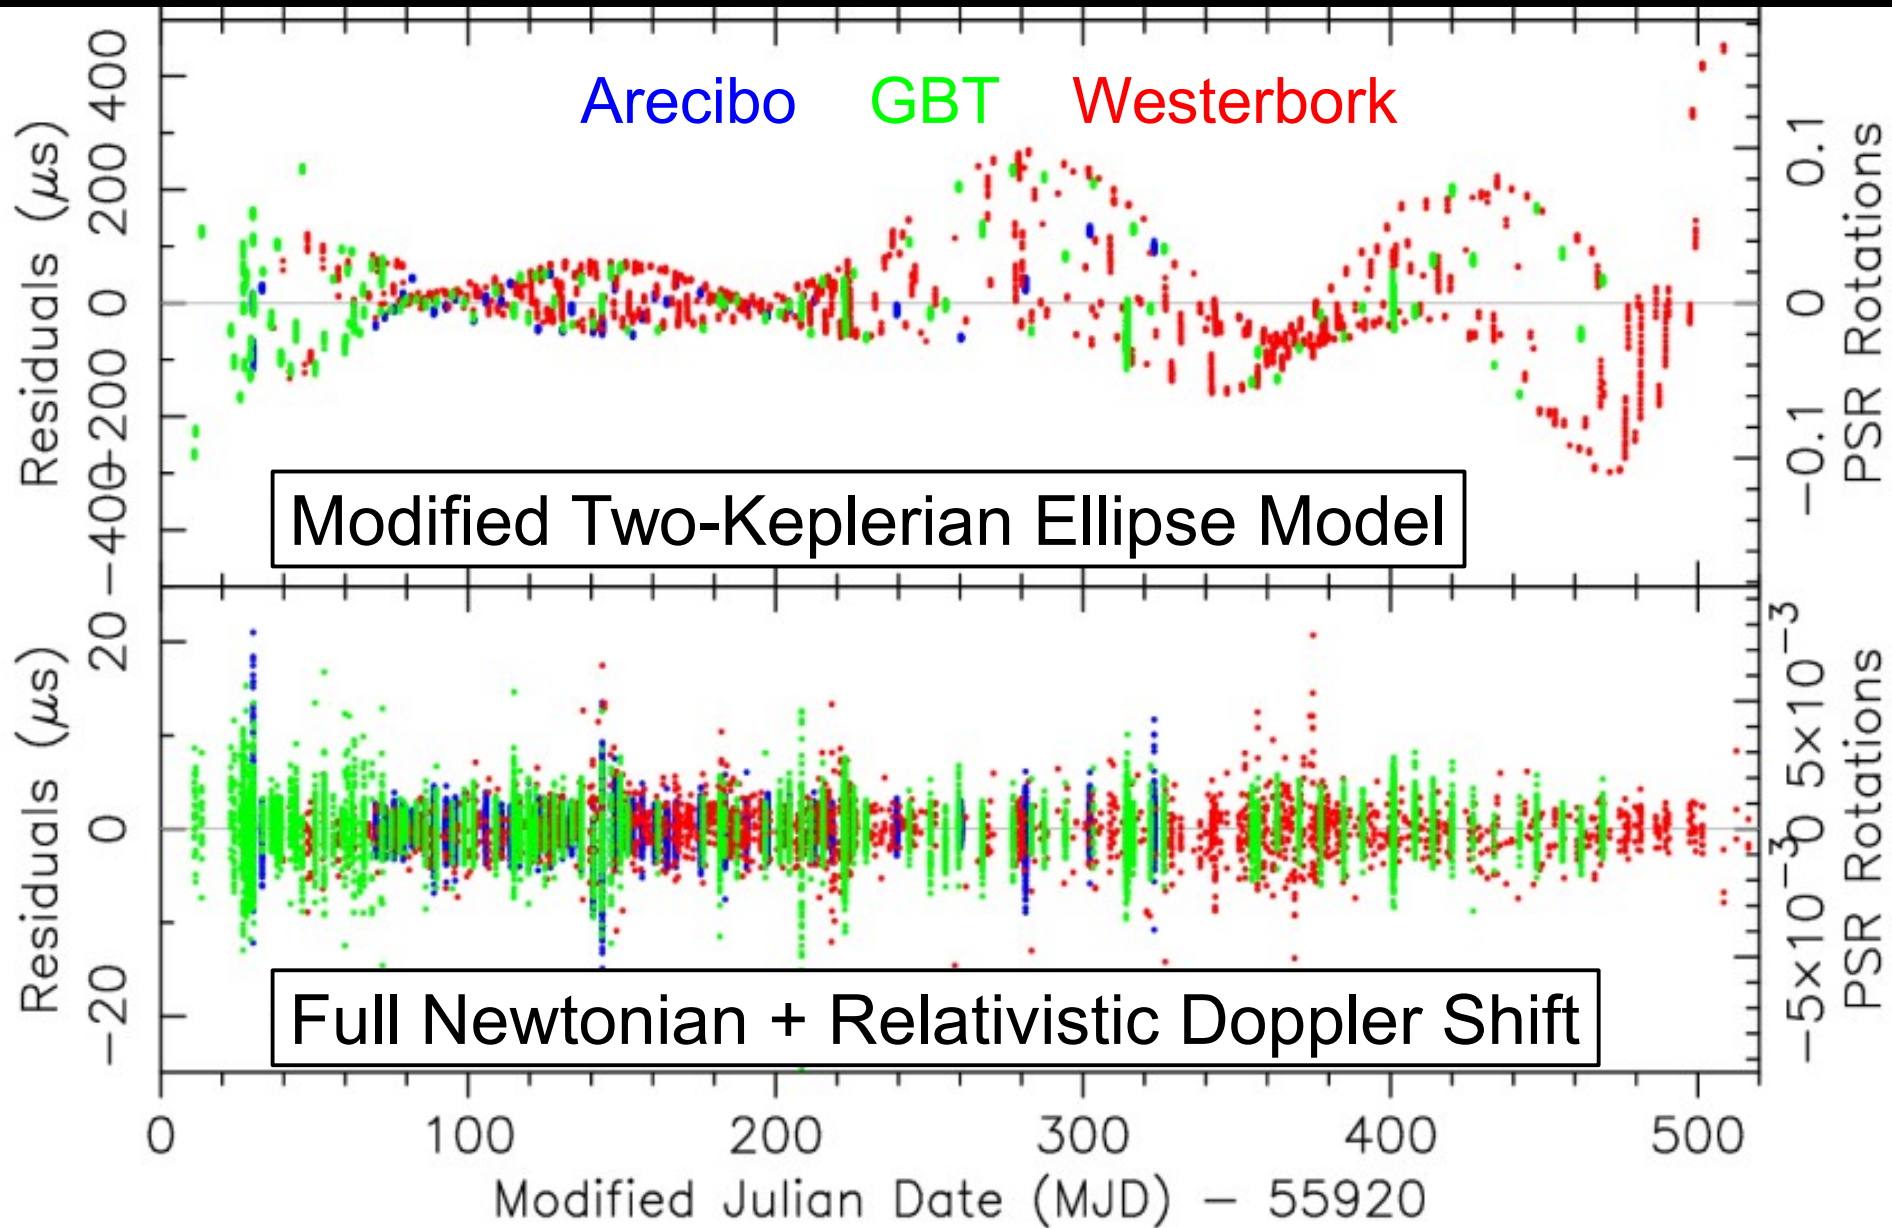 Arecibo GBT Westerbork
Residuals (μs)
400
200
0
−200
−400
PSR Rotations
0.1
0
−0.1
Modified Two-Keplerian Ellipse Model
Residuals (μs)
20
0
−20
PSR Rotations
5×10−3
0
−5×10−3
Full Newtonian + Relativistic Doppler Shift
0 100 200 300 400 500
Modified Julian Date (MJD) − 55920